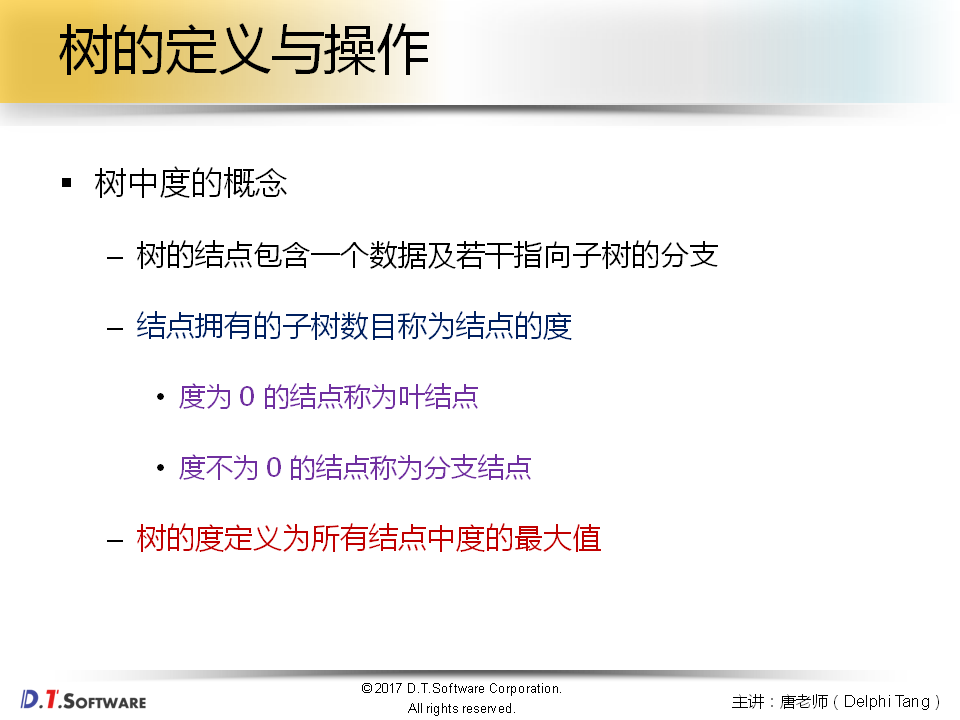 树的定义与操作
▪ 树中度的概念
– 树的结点包含一个数据及若干指向子树的分支
– 结点拥有的子树数目称为结点的度
• 度为 0 的结点称为叶结点
• 度不为 0 的结点称为分支结点
– 树的度定义为所有结点中度的最大值
D.T.SOFTWARE
©2017 D.T.Software Corporation.
All rights reserved.
主讲：唐老师（Delphi Tang）